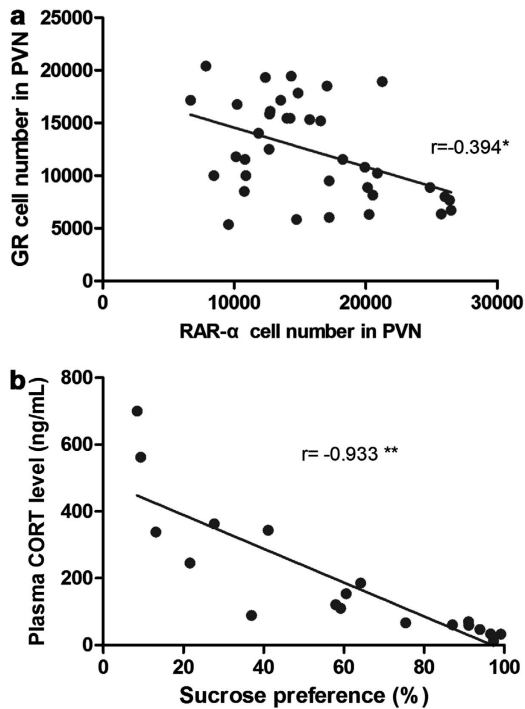 a
GR cell number in PVN
25000
20000
15000
10000
5000
0
r=-0.394*
0 10000 20000 30000
RAR-α cell number in PVN
b
Plasma CORT level (ng/mL)
800
600
400
200
0
r= -0.933 **
0 20 40 60 80 100
Sucrose preference (%)